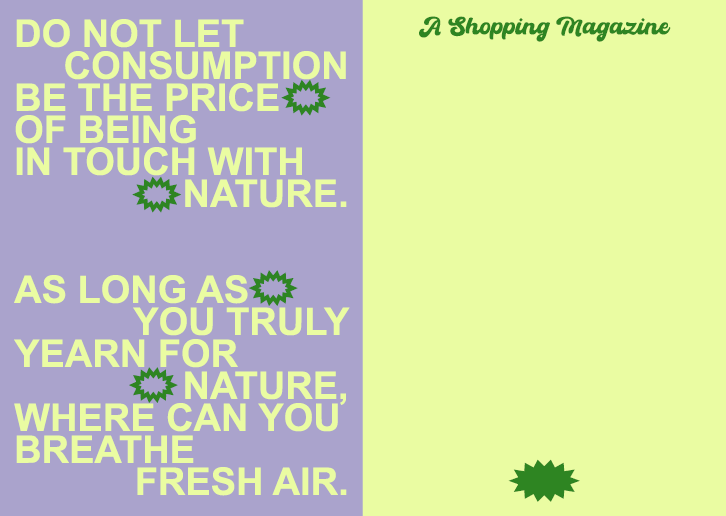 DO NOT LET
CONSUMPTION
BE THE PRICE
OF BEING
IN TOUCH WITH
NATURE.
AS LONG AS
YOU TRULY
YEARN FOR
NATURE,
WHERE CAN YOU
BREATHE
FRESH AIR.
A Shopping Magazine